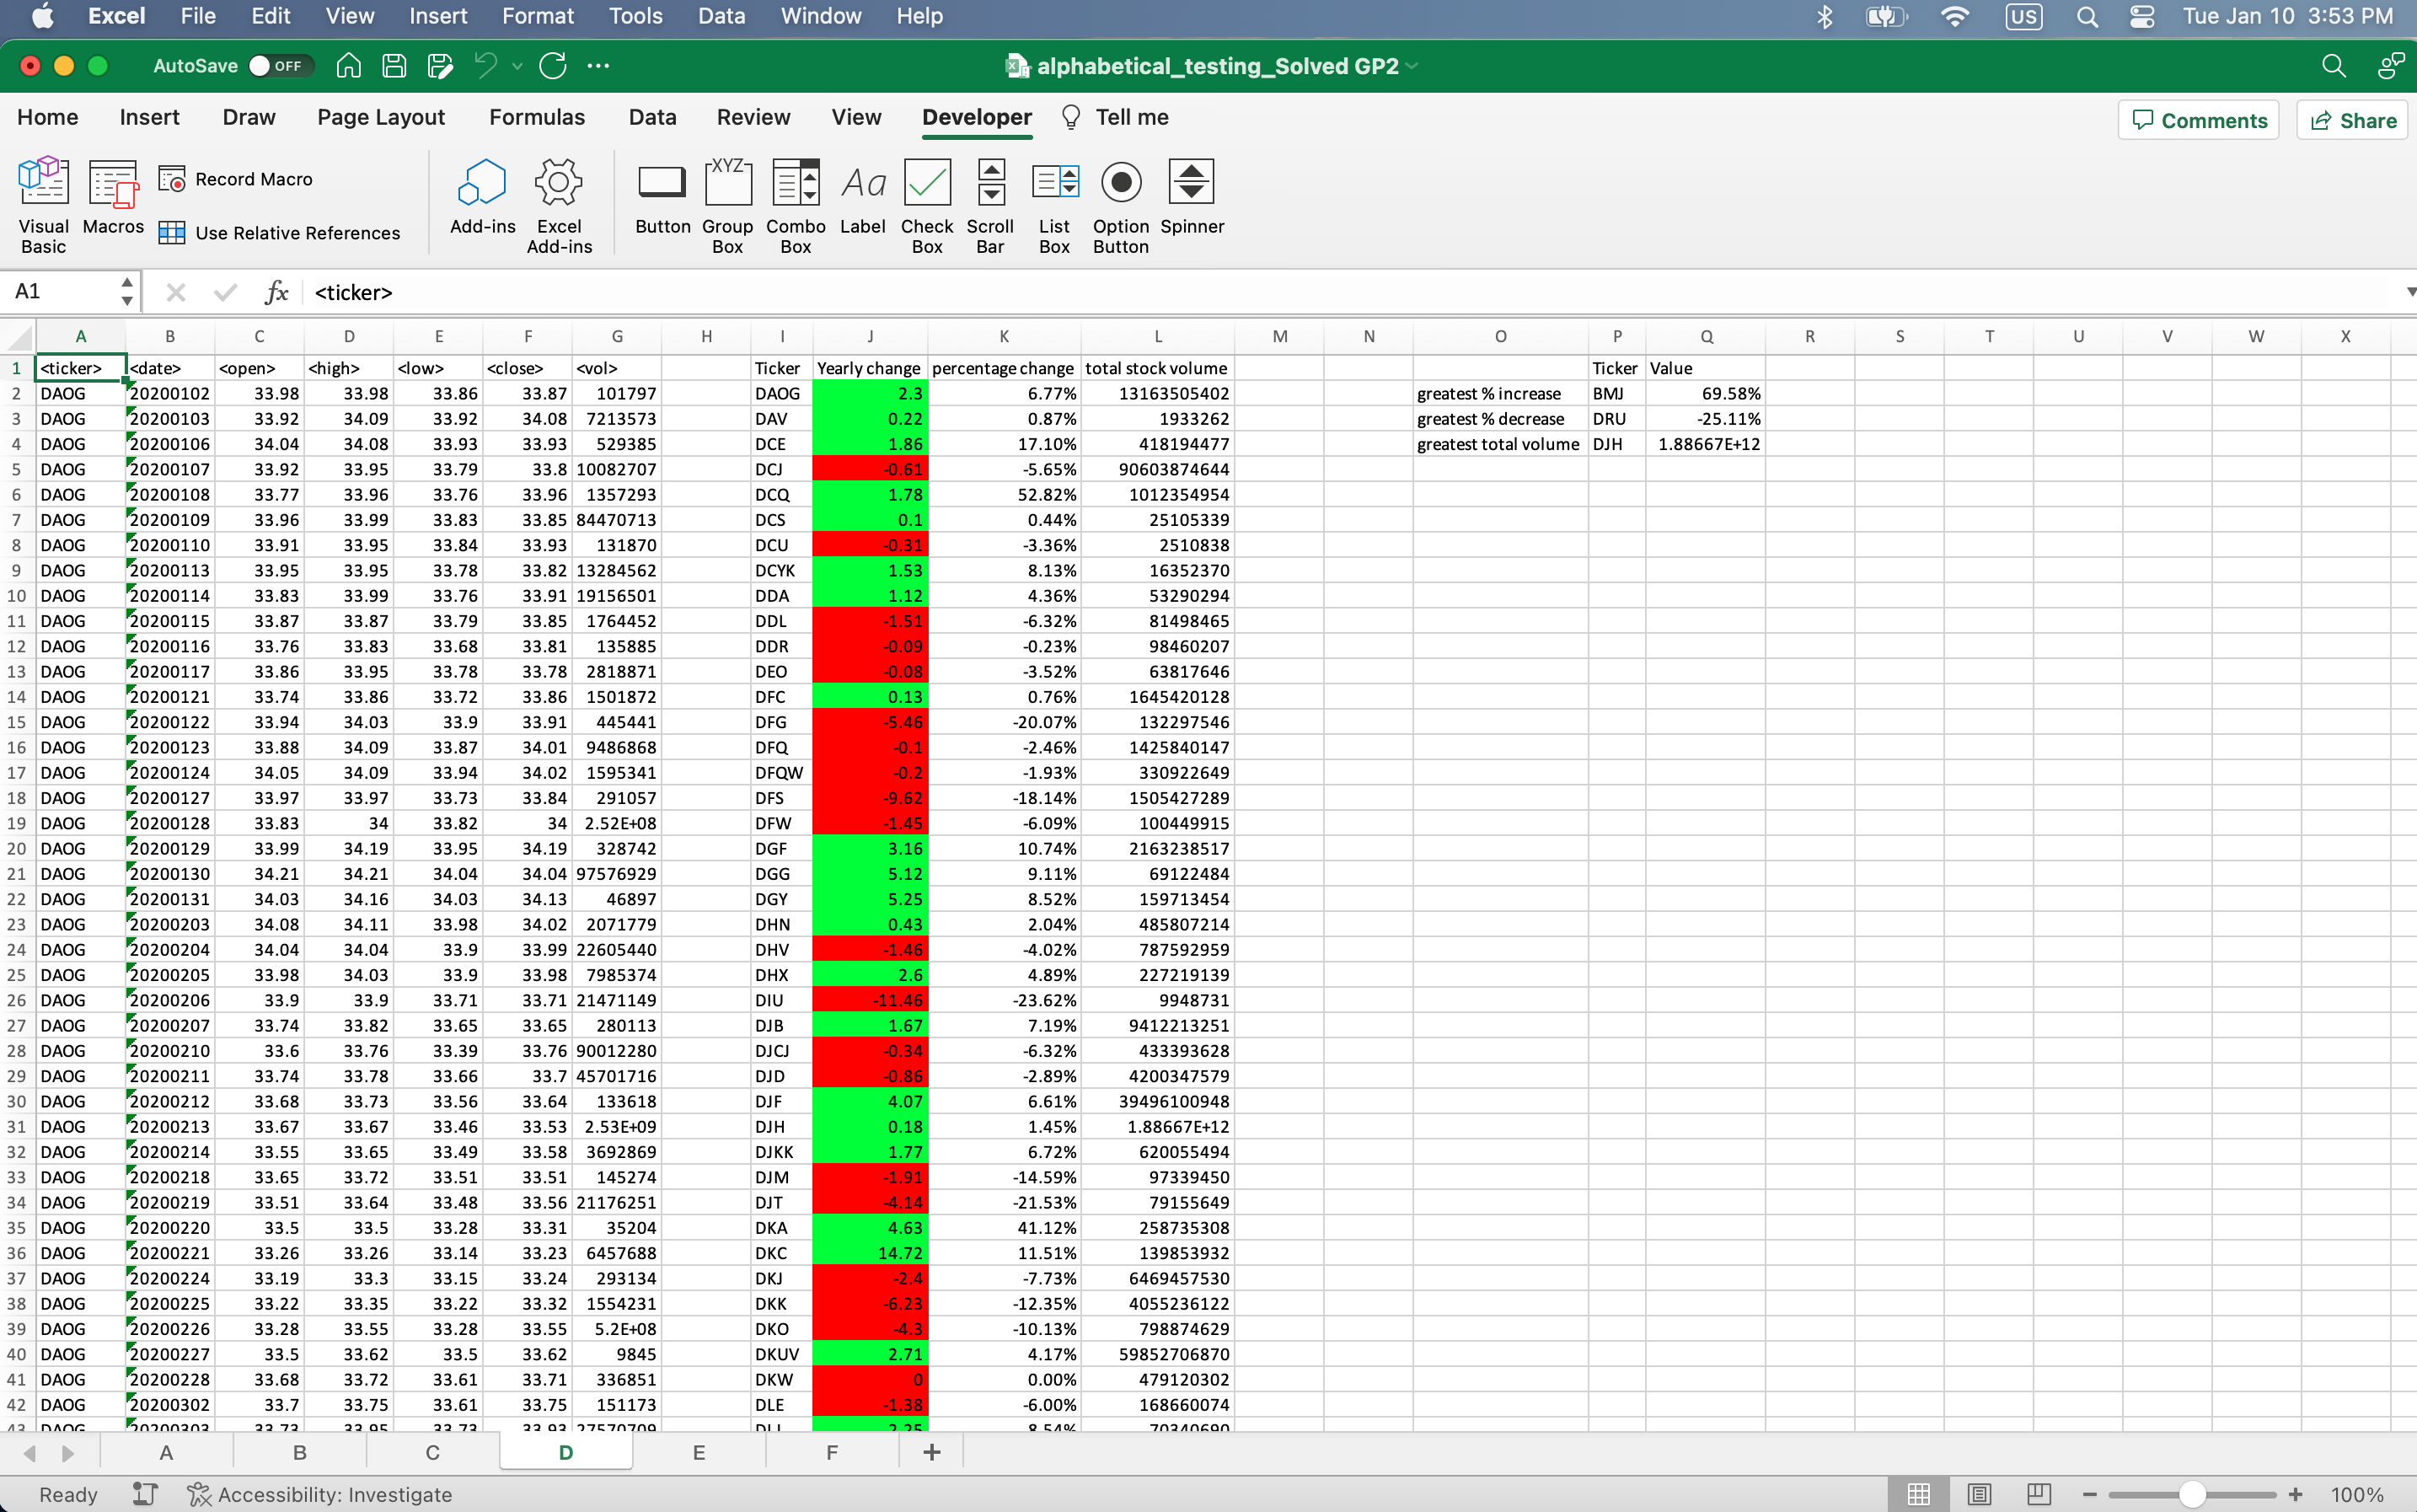 Excel File Edit View Insert Format Tools Data Window Help US Tue Jan 10 3:53 PM
AutoSave OFF alphabetical_testing_Solved GP2
Home Insert Draw Page Layout Formulas Data Review View Developer Tell me Comments Share
Visual Basic Macros Record Macro Use Relative References Add-ins Excel Add-ins Button XYZ Group Box Combo Box Aa Label Check Box Scroll Bar List Box Option Button Spinner
A1 fx <ticker>
A B C D E F G H I J K L M N O P Q R S T U V W X
1 <ticker> <date> <open> <high> <low> <close> <vol> Ticker Yearly change percentage change total stock volume Ticker Value
2 DAOG 20200102 33.98 33.98 33.86 33.87 101797 DAOG 2.3 6.77% 13163505402 greatest % increase BMJ 69.58%
3 DAOG 20200103 33.92 34.09 33.92 34.08 7213573 DAV 0.22 0.87% 1933262 greatest % decrease DRU -25.11%
4 DAOG 20200106 34.04 34.08 33.93 33.93 529385 DCE 1.86 17.10% 418194477 greatest total volume DJH 1.88667E+12
5 DAOG 20200107 33.92 33.95 33.79 33.8 10082707 DCJ -0.61 -5.65% 90603874644
6 DAOG 20200108 33.77 33.96 33.76 33.96 1357293 DCQ 1.78 52.82% 1012354954
7 DAOG 20200109 33.96 33.99 33.83 33.85 84470713 DCS 0.1 0.44% 25105339
8 DAOG 20200110 33.91 33.95 33.84 33.93 131870 DCU -0.31 -3.36% 2510838
9 DAOG 20200113 33.95 33.95 33.78 33.82 13284562 DCYK 1.53 8.13% 16352370
10 DAOG 20200114 33.83 33.99 33.76 33.91 19156501 DDA 1.12 4.36% 53290294
11 DAOG 20200115 33.87 33.87 33.79 33.85 1764452 DDL -1.51 -6.32% 81498465
12 DAOG 20200116 33.76 33.83 33.68 33.81 135885 DDR -0.09 -0.23% 98460207
13 DAOG 20200117 33.86 33.95 33.78 33.78 2818871 DEO -0.08 -3.52% 63817646
14 DAOG 20200121 33.74 33.86 33.72 33.86 1501872 DFC 0.13 0.76% 1645420128
15 DAOG 20200122 33.94 34.03 33.9 33.91 445441 DFG -5.46 -20.07% 132297546
16 DAOG 20200123 33.88 34.09 33.87 34.01 9486868 DFQ -0.1 -2.46% 1425840147
17 DAOG 20200124 34.05 34.09 33.94 34.02 1595341 DFQW -0.2 -1.93% 330922649
18 DAOG 20200127 33.97 33.97 33.73 33.84 291057 DFS -9.62 -18.14% 1505427289
19 DAOG 20200128 33.83 34 33.82 34 2.52E+08 DFW -1.45 -6.09% 100449915
20 DAOG 20200129 33.99 34.19 33.95 34.19 328742 DGF 3.16 10.74% 2163238517
21 DAOG 20200130 34.21 34.21 34.04 34.04 97576929 DGG 5.12 9.11% 69122484
22 DAOG 20200131 34.03 34.16 34.03 34.13 46897 DGY 5.25 8.52% 159713454
23 DAOG 20200203 34.08 34.11 33.98 34.02 2071779 DHN 0.43 2.04% 485807214
24 DAOG 20200204 34.04 34.04 33.9 33.99 22605440 DHV -1.46 -4.02% 787592959
25 DAOG 20200205 33.98 34.03 33.9 33.98 7985374 DHX 2.6 4.89% 227219139
26 DAOG 20200206 33.9 33.9 33.71 33.71 21471149 DIU -11.46 -23.62% 9948731
27 DAOG 20200207 33.74 33.82 33.65 33.65 280113 DJB 1.67 7.19% 9412213251
28 DAOG 20200210 33.6 33.76 33.39 33.76 90012280 DJCJ -0.34 -6.32% 433393628
29 DAOG 20200211 33.74 33.78 33.66 33.7 45701716 DJD -0.86 -2.89% 4200347579
30 DAOG 20200212 33.68 33.73 33.56 33.64 133618 DJF 4.07 6.61% 39496100948
31 DAOG 20200213 33.67 33.67 33.46 33.53 2.53E+09 DJH 0.18 1.45% 1.88667E+12
32 DAOG 20200214 33.55 33.65 33.49 33.58 3692869 DJKK 1.77 6.72% 620055494
33 DAOG 20200218 33.65 33.72 33.51 33.51 145274 DJM -1.91 -14.59% 97339450
34 DAOG 20200219 33.51 33.64 33.48 33.56 21176251 DJT -4.14 -21.53% 79155649
35 DAOG 20200220 33.5 33.5 33.28 33.31 35204 DKA 4.63 41.12% 258735308
36 DAOG 20200221 33.26 33.26 33.14 33.23 6457688 DKC 14.72 11.51% 139853932
37 DAOG 20200224 33.19 33.3 33.15 33.24 293134 DKJ -2.4 -7.73% 6469457530
38 DAOG 20200225 33.22 33.35 33.22 33.32 1554231 DKK -6.23 -12.35% 4055236122
39 DAOG 20200226 33.28 33.55 33.28 33.55 5.2E+08 DKO -4.3 -10.13% 798874629
40 DAOG 20200227 33.5 33.62 33.5 33.62 9845 DKUV 2.71 4.17% 59852706870
41 DAOG 20200228 33.68 33.72 33.61 33.71 336851 DKW 0 0.00% 479120302
42 DAOG 20200302 33.7 33.75 33.61 33.75 151173 DLE -1.38 -6.00% 168660074
43 DAOG 20200303 33.73 33.95 33.73 33.93 27570709 2.25 8.54% 70340690
A B C D E F +
Ready Accessibility: Investigate 100%